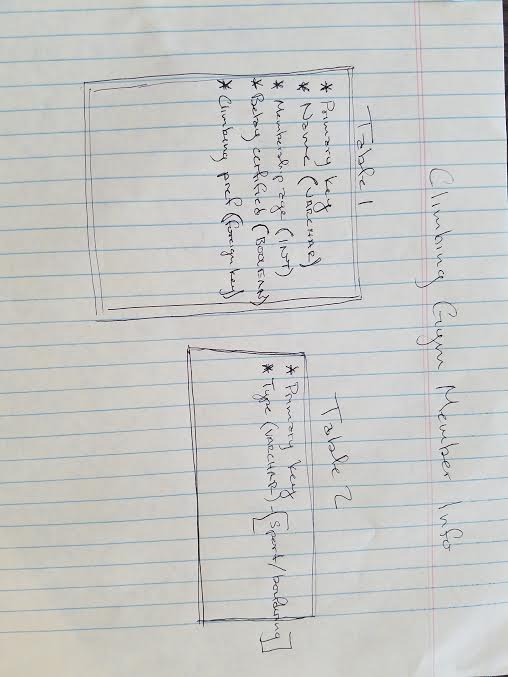 Climbing Gym Member Info
Table 1
* Primary Key
* Name (VARCHAR)
* Membership age (INT)
* Belay certified (BOOLEAN)
* Climbing pref (foreign key)
Table 2
* Primary key
* Type (VARCHAR) - [Sport/bouldering]